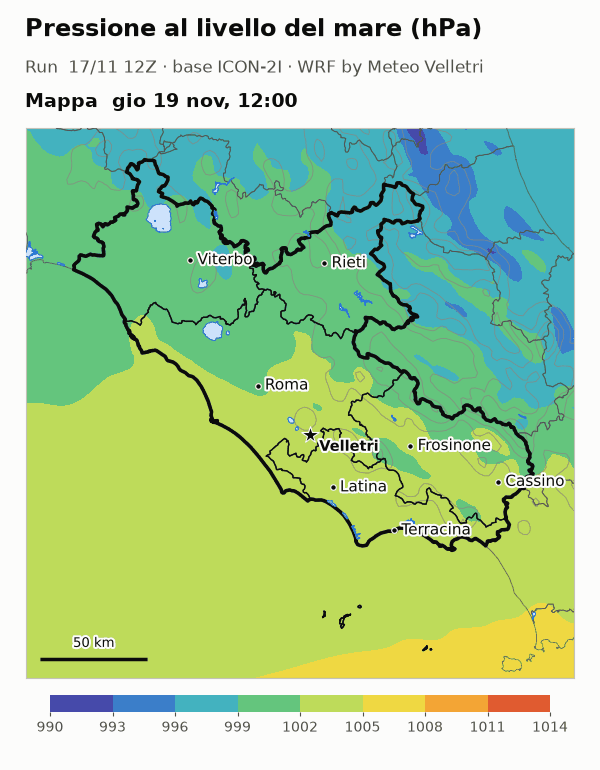 Pressione al livello del mare (hPa)
Run  17/11 12Z · base ICON-2I · WRF by Meteo Velletri
Mappa  gio 19 nov, 12:00
Viterbo
Rieti
Roma
Velletri
Frosinone
Latina
Cassino
Terracina
50 km
990 993 996 999 1002 1005 1008 1011 1014